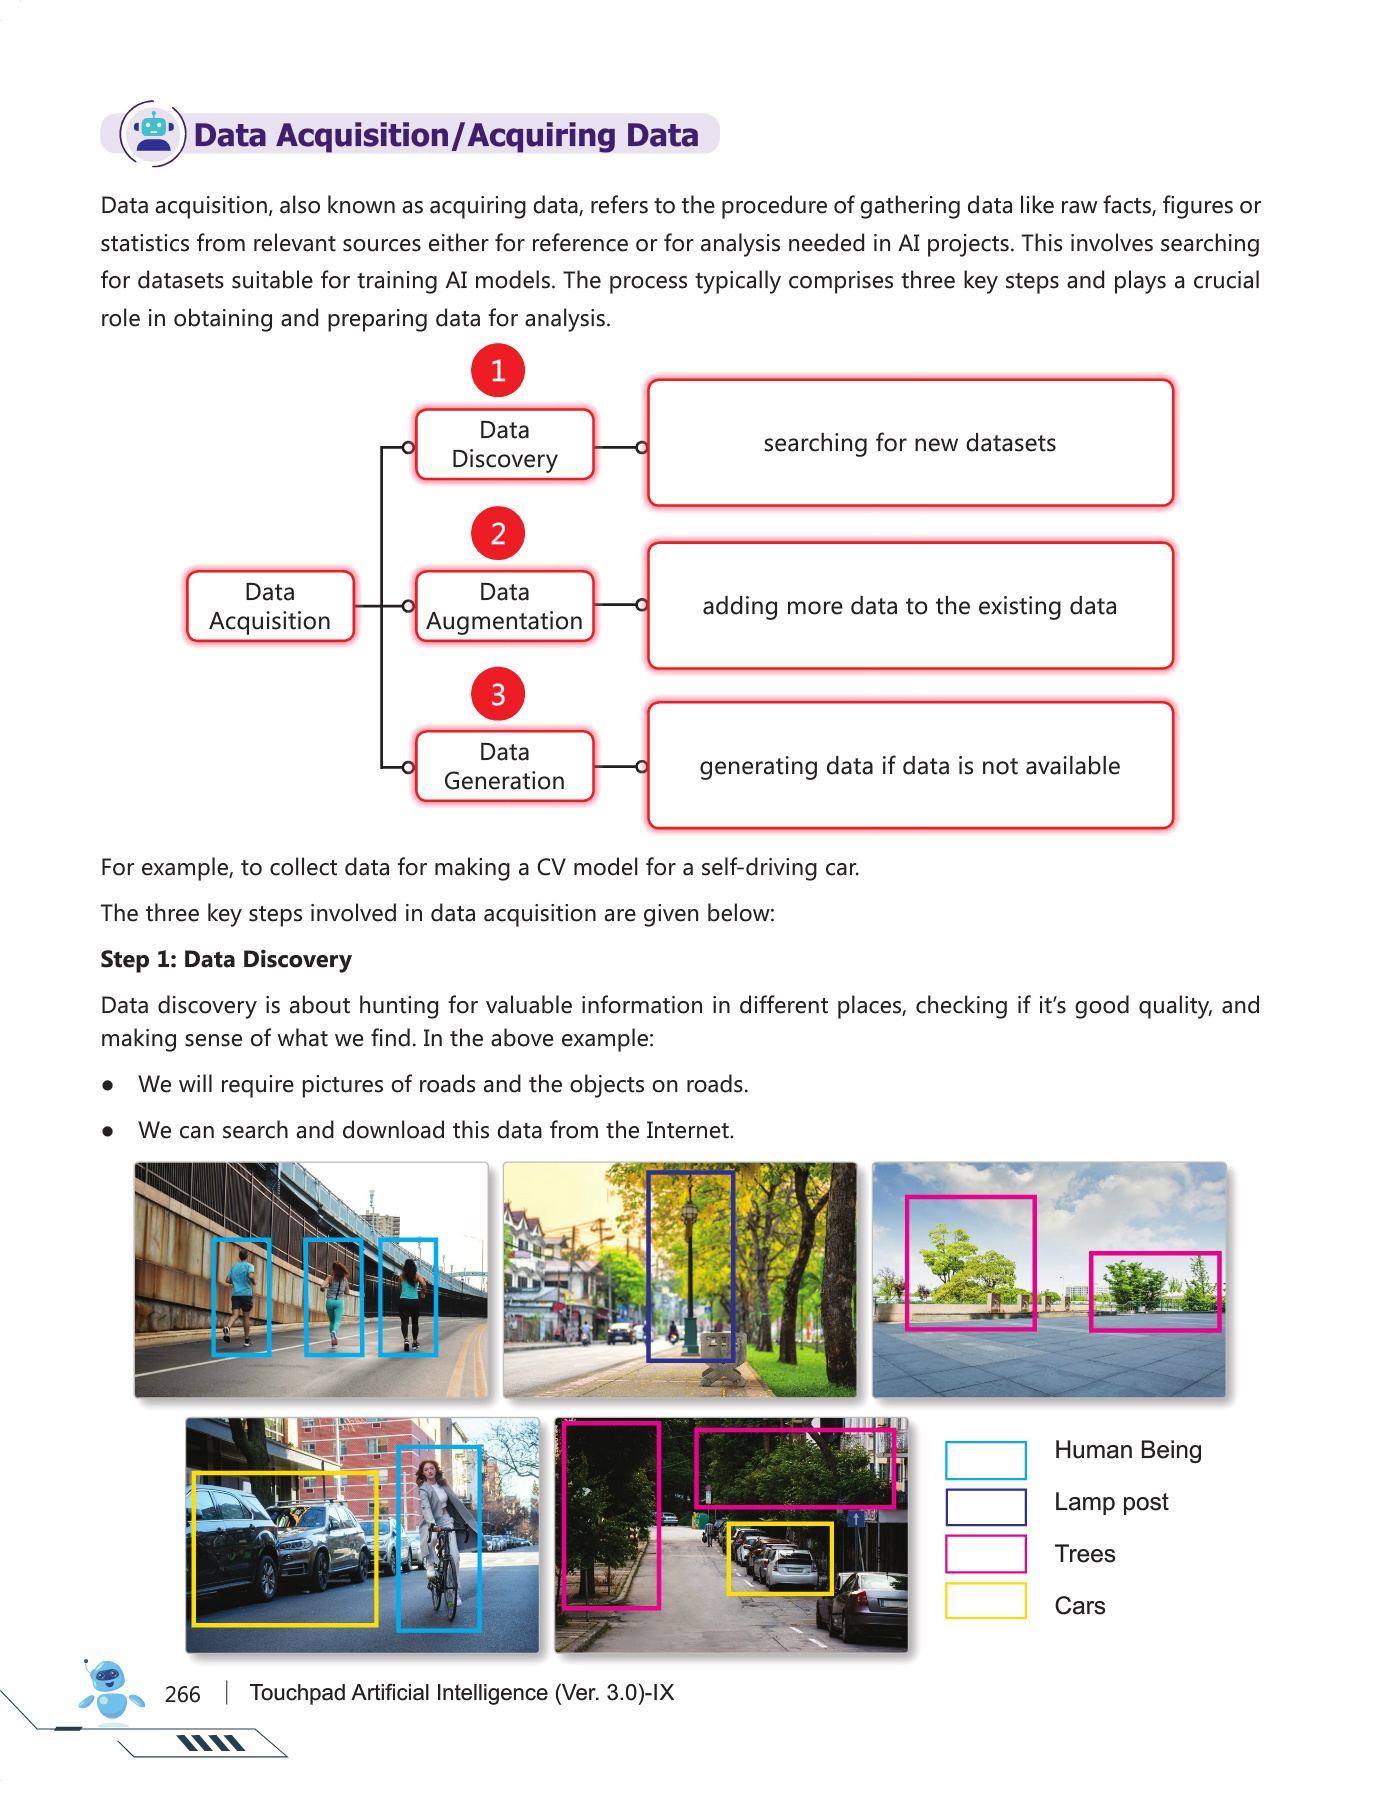 Data Acquisition/Acquiring Data
Data acquisition, also known as acquiring data, refers to the procedure of gathering data like raw facts, figures or
statistics from relevant sources either for reference or for analysis needed in AI projects. This involves searching
for datasets suitable for training AI models. The process typically comprises three key steps and plays a crucial
role in obtaining and preparing data for analysis.
Data
Acquisition
1
Data
Discovery
searching for new datasets
2
Data
Augmentation
adding more data to the existing data
3
Data
Generation
generating data if data is not available
For example, to collect data for making a CV model for a self-driving car.
The three key steps involved in data acquisition are given below:
Step 1: Data Discovery
Data discovery is about hunting for valuable information in different places, checking if it’s good quality, and
making sense of what we find. In the above example:
● We will require pictures of roads and the objects on roads.
● We can search and download this data from the Internet.
Human Being
Lamp post
Trees
Cars
266 | Touchpad Artificial Intelligence (Ver. 3.0)-IX